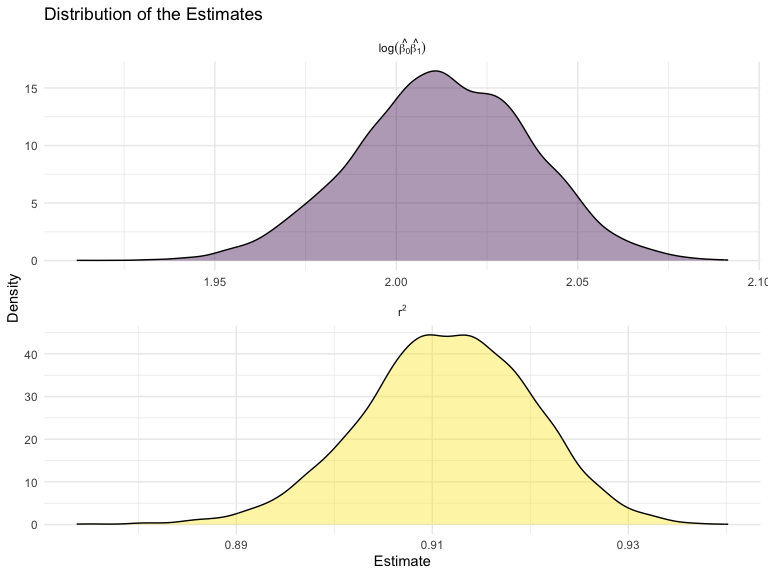 Distribution of the Estimates
log(β̂₀β̂₁)
15
10
5
0
1.95 2.00 2.05 2.10
Density
r²
40
30
20
10
0
0.89 0.91 0.93
Estimate